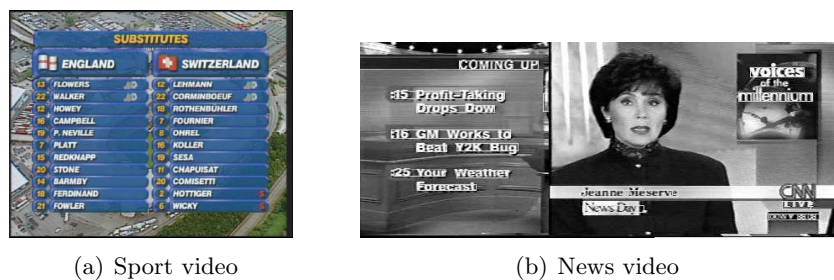 SUBSTITUTES
ENGLAND SWITZERLAND
13 FLOWERS 12 LEHMANN
22 WALKER 22 CORMINBOEUF
12 HOWEY 18 ROTHENBÜHLER
16 CAMPBELL 7 FOURNIER
19 P. NEVILLE 8 OHREL
7 PLATT 16 KOLLER
15 REDKNAPP 19 SESA
20 STONE 11 CHAPUISAT
14 BARMBY 20 COMISETTI
18 FERDINAND 2 HOTTIGER S
21 FOWLER 6 WICKY S
(a) Sport video
COMING UP
:15 Profit-Taking
Drops Dow
:16 GM Works to
Beat Y2K Bug
:25 Your Weather
Forecast
voices
of the
millennium
Jeanne Meserve
News Day
CNN
LIVE
(b) News video